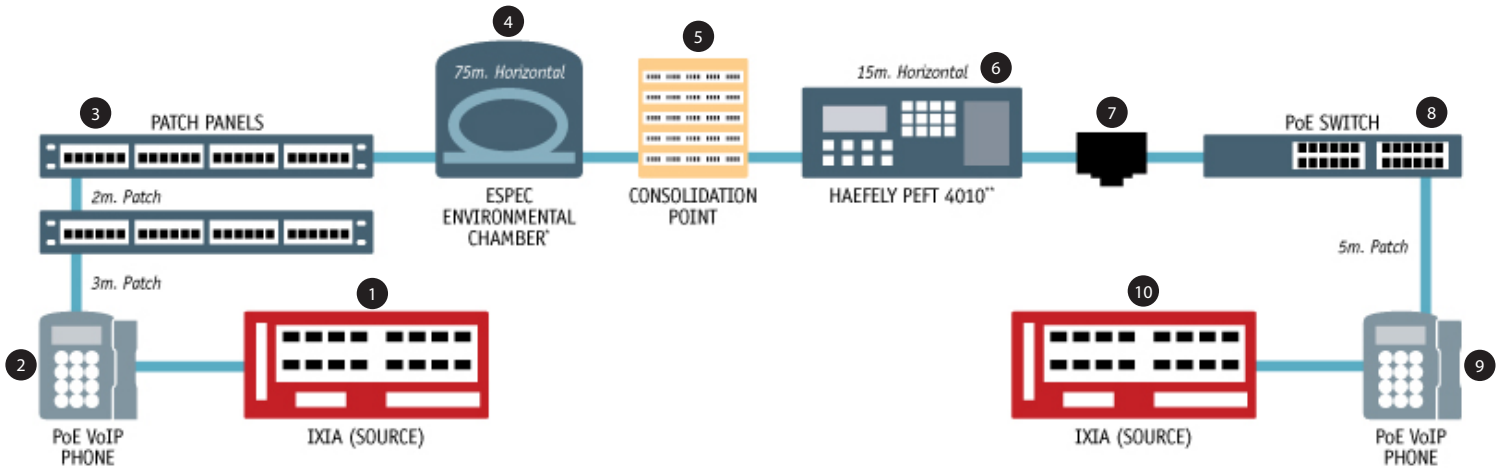 4
5
75m. Horizontal
15m. Horizontal
6
3
7
8
PATCH PANELS
PoE SWITCH
2m. Patch
ESPEC
ENVIRONMENTAL
CHAMBER*
CONSOLIDATION
POINT
HAEFELY PEFT 4010**
3m. Patch
5m. Patch
1
10
2
9
PoE VoIP
PHONE
IXIA (SOURCE)
IXIA (SOURCE)
PoE VoIP
PHONE